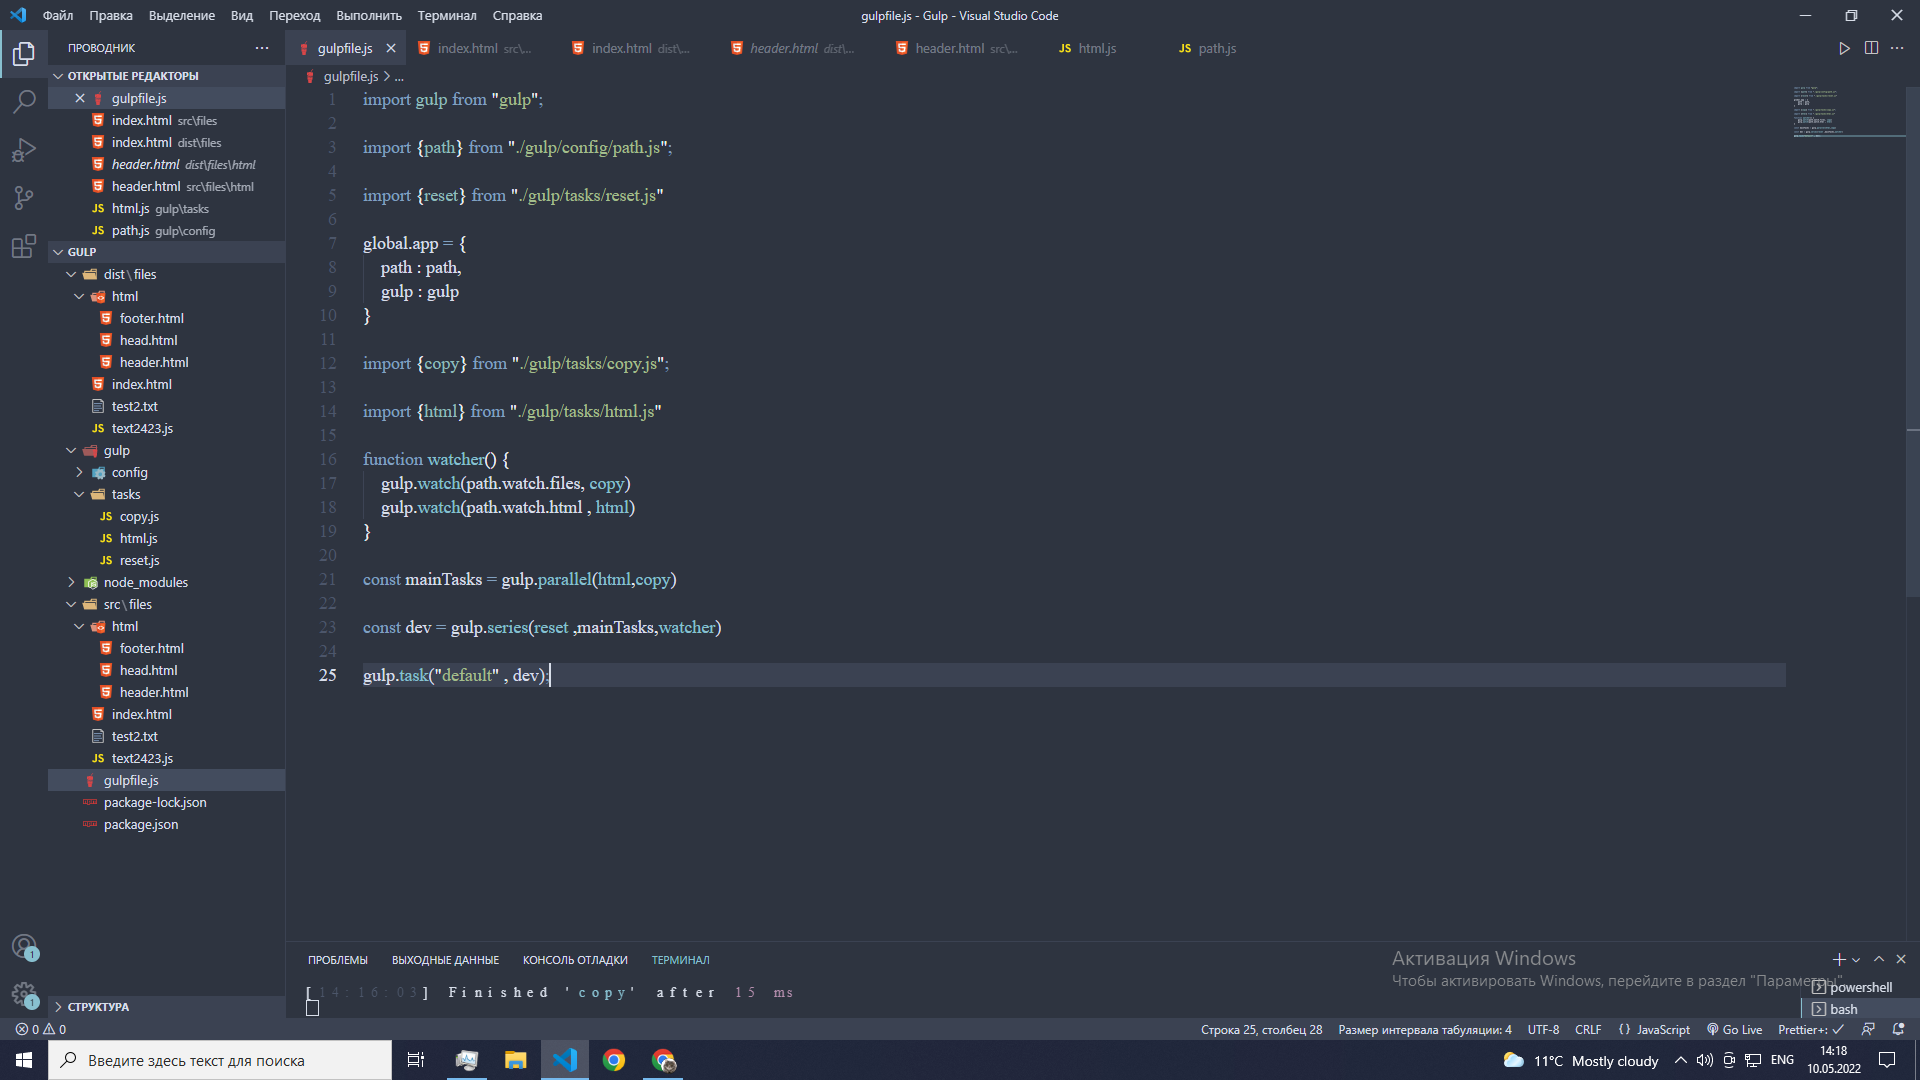 Файл Правка Выделение Вид Переход Выполнить Терминал Справка
gulpfile.js - Gulp - Visual Studio Code
ПРОВОДНИК
gulpfile.js
index.html src\...
index.html dist\...
header.html dist\...
header.html src\...
JS html.js
JS path.js
ОТКРЫТЫЕ РЕДАКТОРЫ
gulpfile.js
index.html src\files
index.html dist\files
header.html dist\files\html
header.html src\files\html
JS html.js gulp\tasks
JS path.js gulp\config
GULP
dist\files
html
footer.html
head.html
header.html
index.html
test2.txt
JS text2423.js
gulp
config
tasks
JS copy.js
JS html.js
JS reset.js
node_modules
src\files
html
footer.html
head.html
header.html
index.html
test2.txt
JS text2423.js
gulpfile.js
package-lock.json
package.json
СТРУКТУРА
gulpfile.js > ...
1 import gulp from "gulp";
2
3 import {path} from "./gulp/config/path.js";
4
5 import {reset} from "./gulp/tasks/reset.js"
6
7 global.app = {
8 path : path,
9 gulp : gulp
10 }
11
12 import {copy} from "./gulp/tasks/copy.js";
13
14 import {html} from "./gulp/tasks/html.js"
15
16 function watcher() {
17 gulp.watch(path.watch.files, copy)
18 gulp.watch(path.watch.html , html)
19 }
20
21 const mainTasks = gulp.parallel(html,copy)
22
23 const dev = gulp.series(reset ,mainTasks,watcher)
24
25 gulp.task("default" , dev);
ПРОБЛЕМЫ ВЫХОДНЫЕ ДАННЫЕ КОНСОЛЬ ОТЛАДКИ ТЕРМИНАЛ
[14:16:03] Finished 'copy' after 15 ms
Активация Windows
Чтобы активировать Windows, перейдите в раздел "Параметры".
powershell
bash
1
1
0 0
Строка 25, столбец 28 Размер интервала табуляции: 4 UTF-8 CRLF {} JavaScript Go Live Prettier+:
Введите здесь текст для поиска
11°C Mostly cloudy
ENG
14:18
10.05.2022